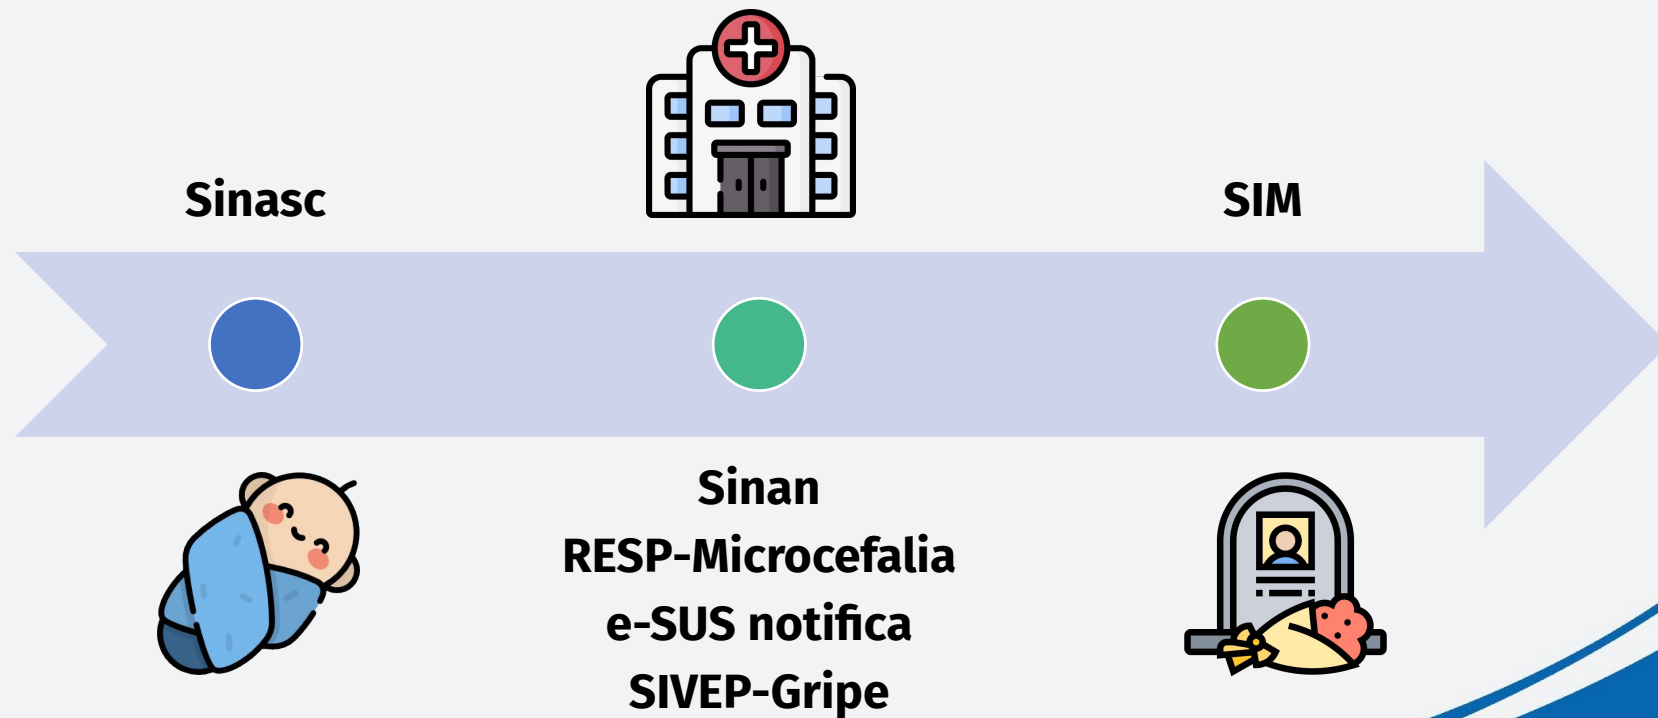 Sinasc
SIM
Sinan
RESP-Microcefalia
e-SUS notifica
SIVEP-Gripe